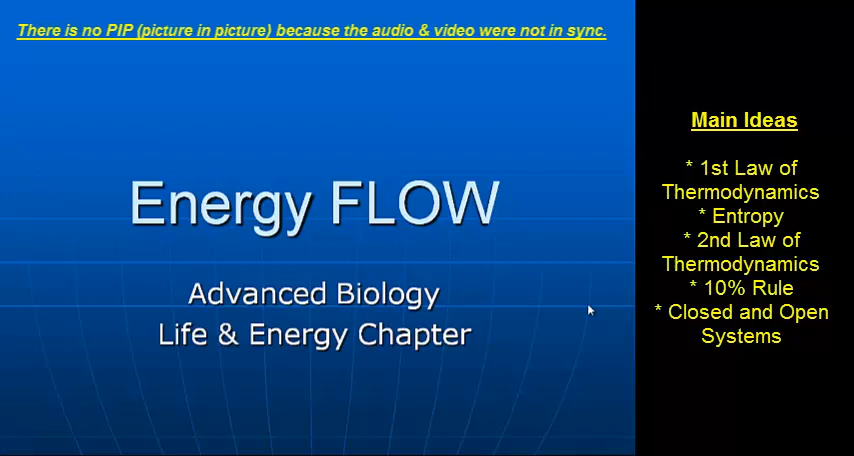 There is no PIP (picture in picture) because the audio & video were not in sync.
Energy FLOW
Advanced Biology
Life & Energy Chapter
Main Ideas
* 1st Law of
Thermodynamics
* Entropy
* 2nd Law of
Thermodynamics
* 10% Rule
* Closed and Open
Systems